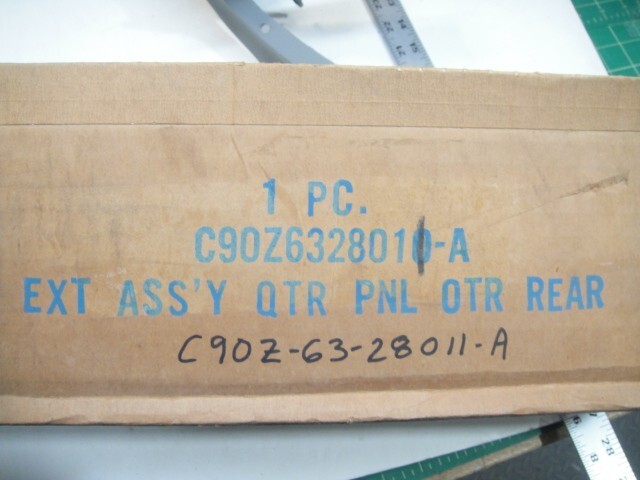 1 PC.
C90Z6328010-A
EXT ASS'Y QTR PNL OTR REAR
C90Z-63-28011-A